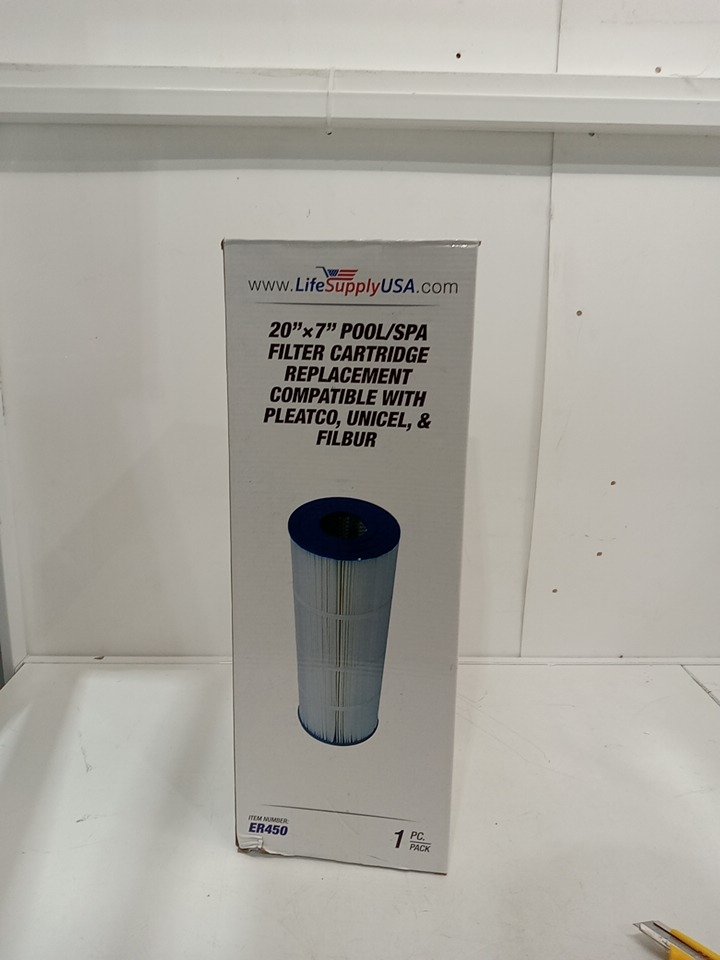 www.LifeSupplyUSA.com
20”×7” POOL/SPA
FILTER CARTRIDGE
REPLACEMENT
COMPATIBLE WITH
PLEATCO, UNICEL, &
FILBUR
ITEM NUMBER:
ER450
1 PC.
PACK